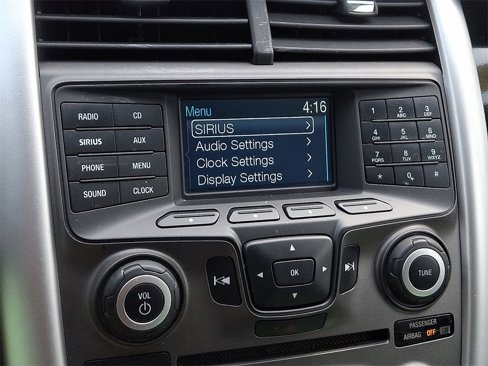 RADIO CD
SIRIUS AUX
PHONE MENU
SOUND CLOCK
Menu 4:16
SIRIUS >
Audio Settings >
Clock Settings >
Display Settings >
1 2 ABC 3 DEF
4 GHI 5 JKL 6 MNO
7 PQRS 8 TUV 9 WXYZ
* 0 #
VOL
OK
TUNE
PASSENGER
AIRBAG OFF